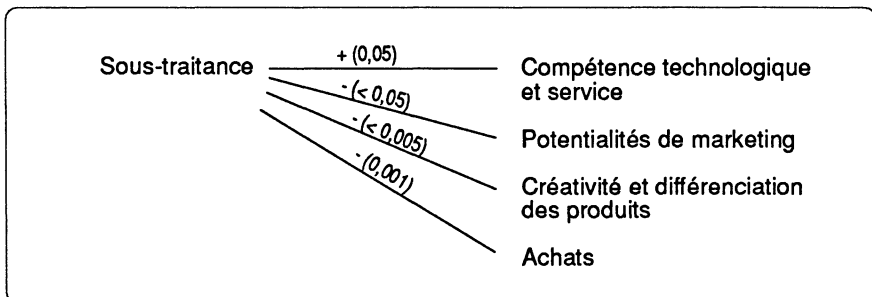 Sous-traitance
+ (0,05)
Compétence technologique
et service
- (< 0,05)
Potentialités de marketing
- (< 0,005)
Créativité et différenciation
des produits
- (0,001)
Achats